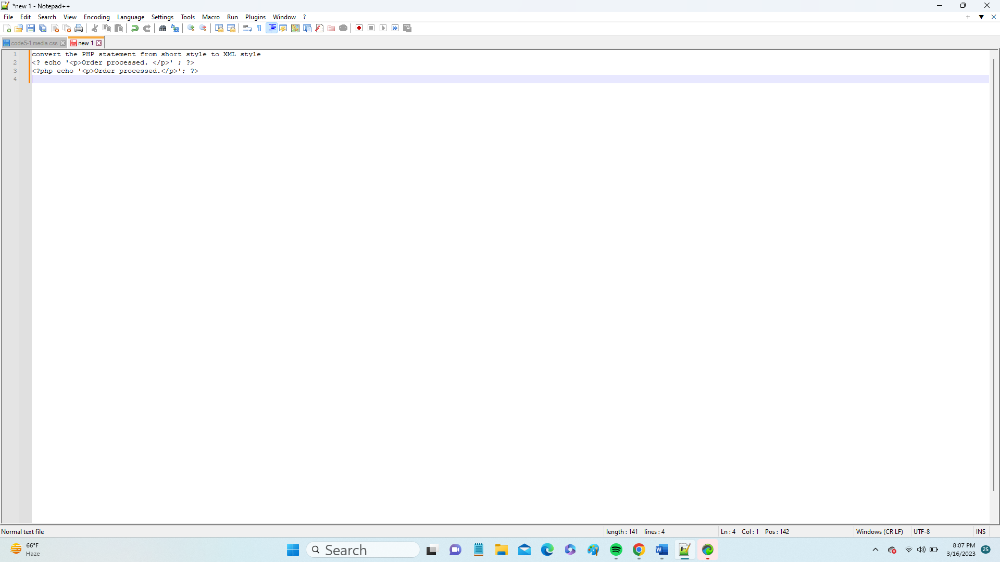 *new 1 - Notepad++
File Edit Search View Encoding Language Settings Tools Macro Run Plugins Window ?
code5-1 media.css new 1
1 convert the PHP statement from short style to XML style
2 <? echo '<p>Order processed. </p>' ; ?>
3 <?php echo '<p>Order processed.</p>'; ?>
4
Normal text file length : 141 lines : 4 Ln : 4 Col : 1 Pos : 142 Windows (CR LF) UTF-8 INS
66°F
Haze
Search
8:07 PM
3/16/2023
25